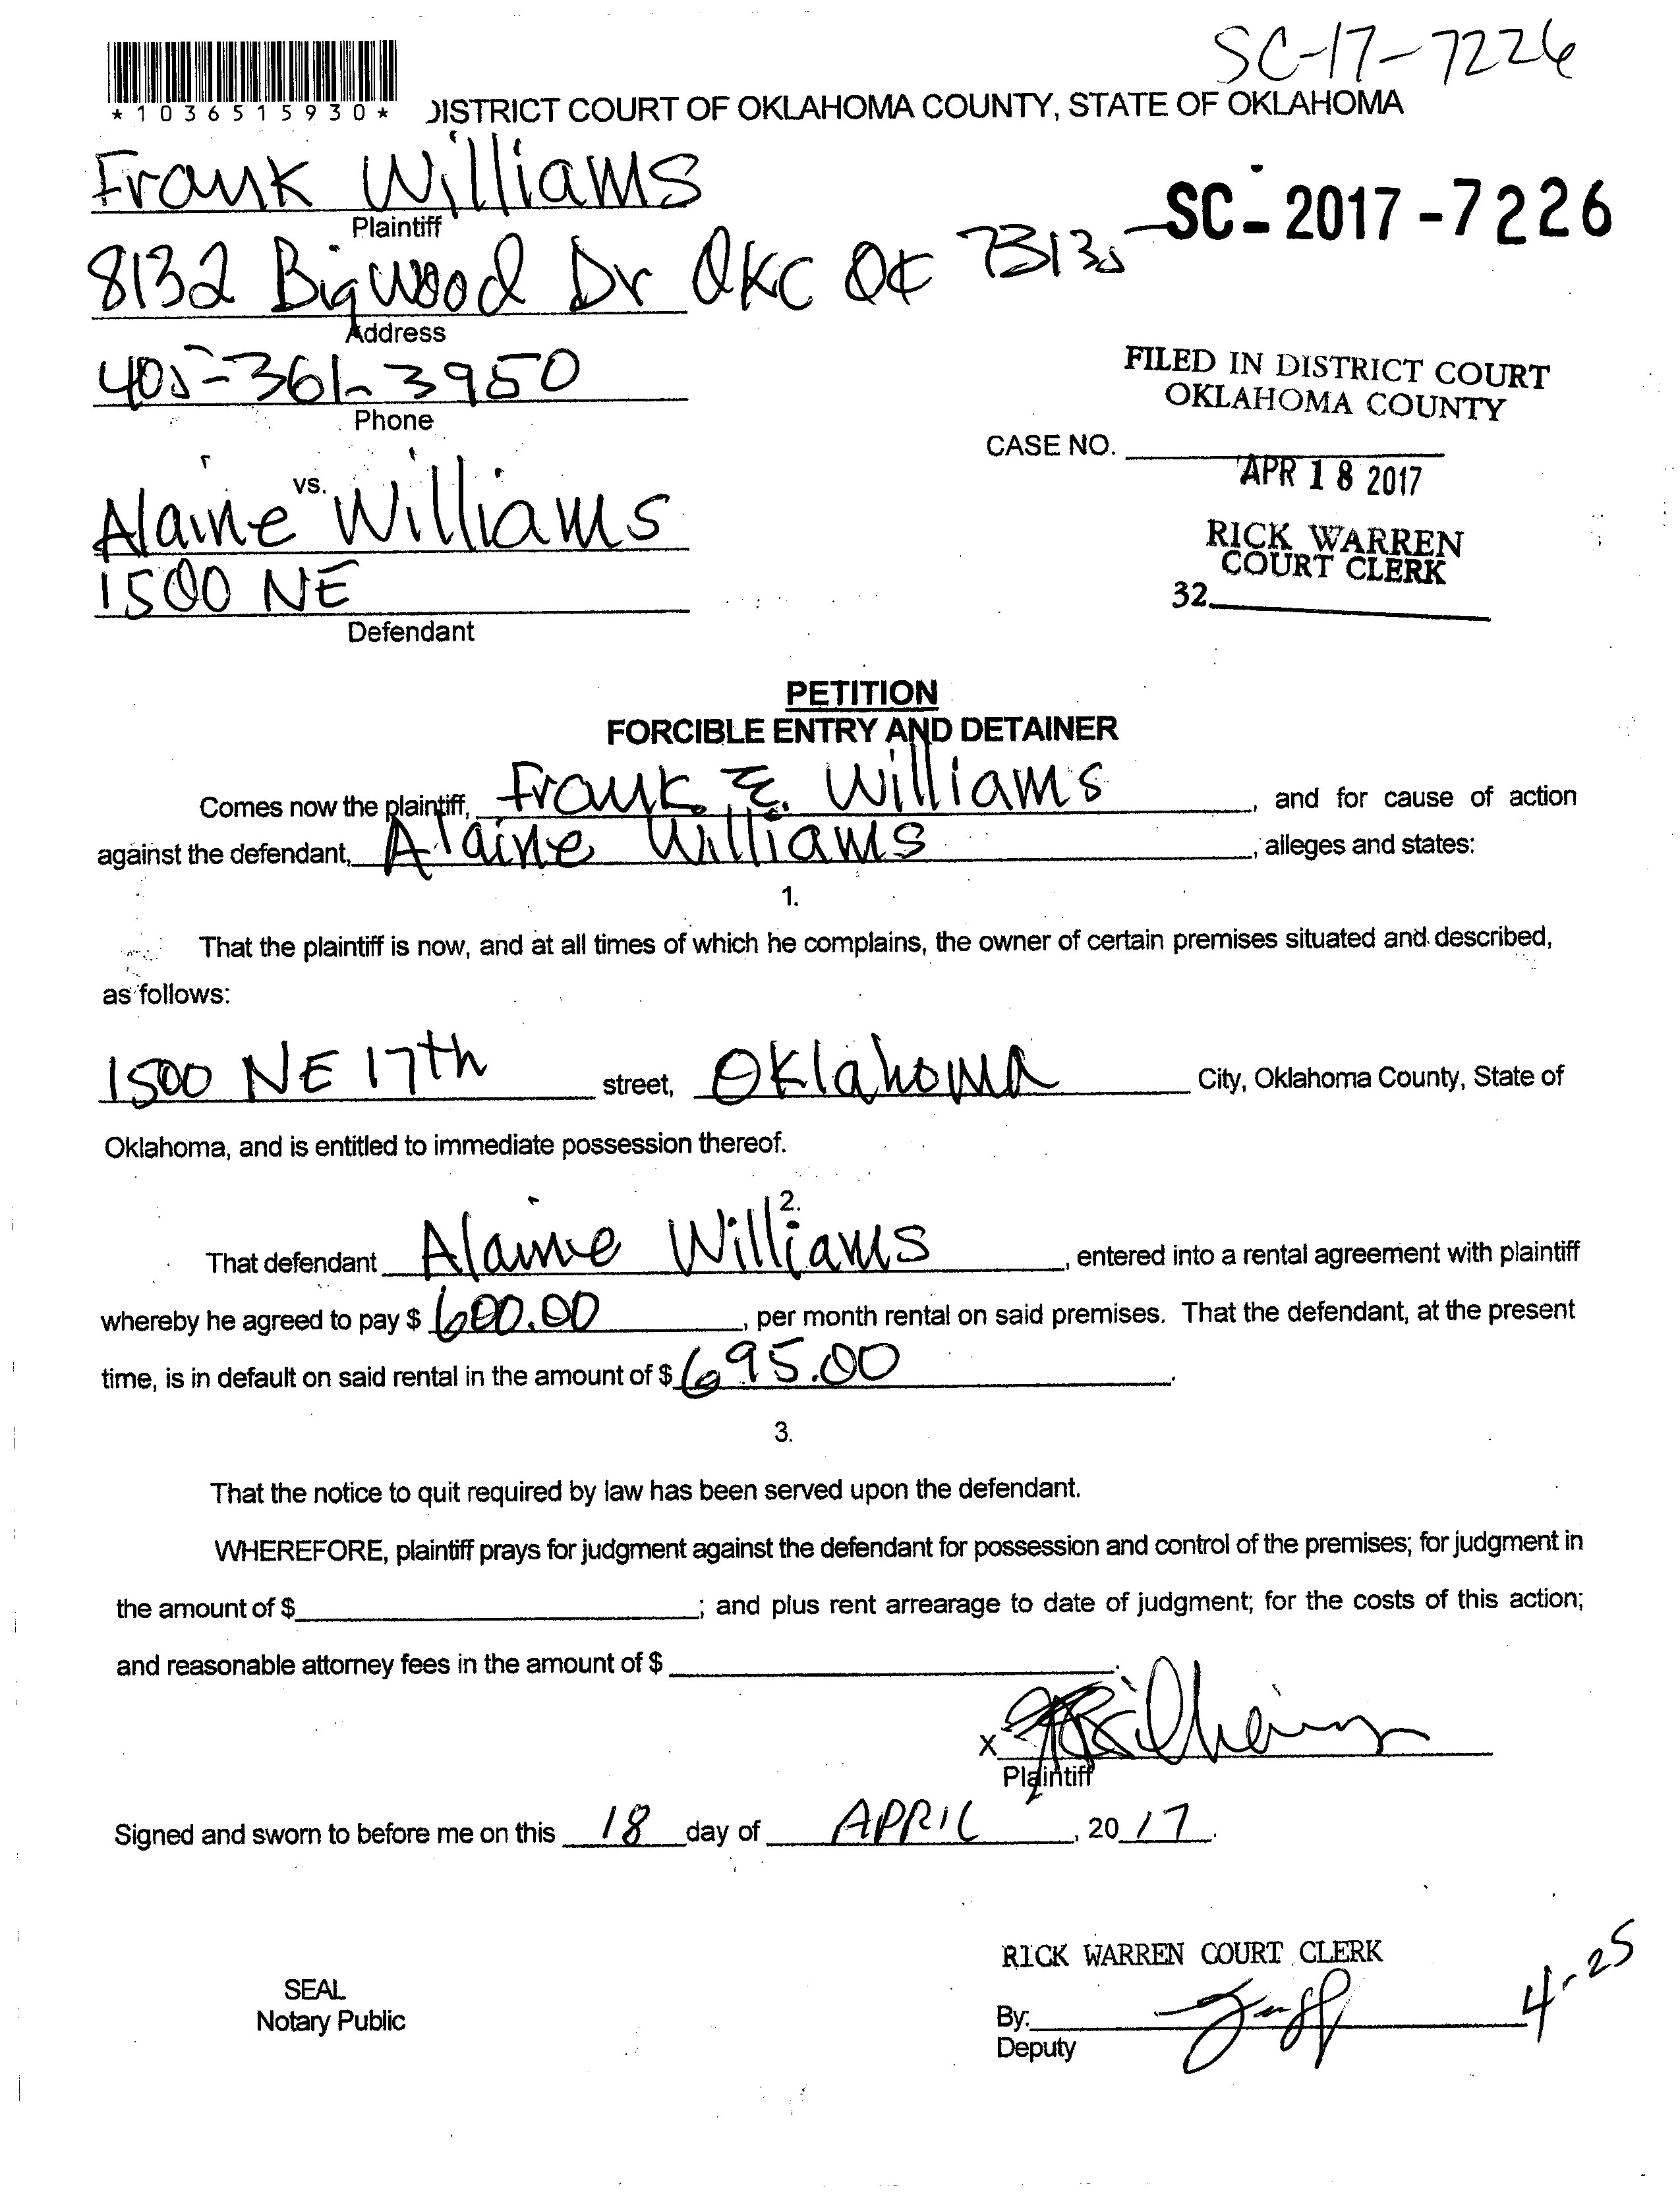 SC-17-7226
*1036515930*
DISTRICT COURT OF OKLAHOMA COUNTY, STATE OF OKLAHOMA
Frank Williams
Plaintiff
SC-2017-7226
8132 Bigwood Dr OKC OK 73135
Address
405-361-3950
Phone
FILED IN DISTRICT COURT
OKLAHOMA COUNTY
CASE NO.
APR 18 2017
RICK WARREN
COURT CLERK
32
vs.
Alaine Williams
1500 NE
Defendant
PETITION
FORCIBLE ENTRY AND DETAINER
Comes now the plaintiff, Frank E. Williams, and for cause of action
against the defendant, Alaine Williams, alleges and states:
1.
That the plaintiff is now, and at all times of which he complains, the owner of certain premises situated and described,
as follows:
1500 NE 17th street, Oklahoma City, Oklahoma County, State of
Oklahoma, and is entitled to immediate possession thereof.
2.
That defendant Alaine Williams, entered into a rental agreement with plaintiff
whereby he agreed to pay $ 600.00, per month rental on said premises. That the defendant, at the present
time, is in default on said rental in the amount of $ 695.00.
3.
That the notice to quit required by law has been served upon the defendant.
WHEREFORE, plaintiff prays for judgment against the defendant for possession and control of the premises; for judgment in
the amount of $ ; and plus rent arrearage to date of judgment; for the costs of this action;
and reasonable attorney fees in the amount of $ .
X
Plaintiff
Signed and sworn to before me on this 18 day of APRIL, 2017.
RICK WARREN COURT CLERK
SEAL
Notary Public
By:
Deputy
4-25